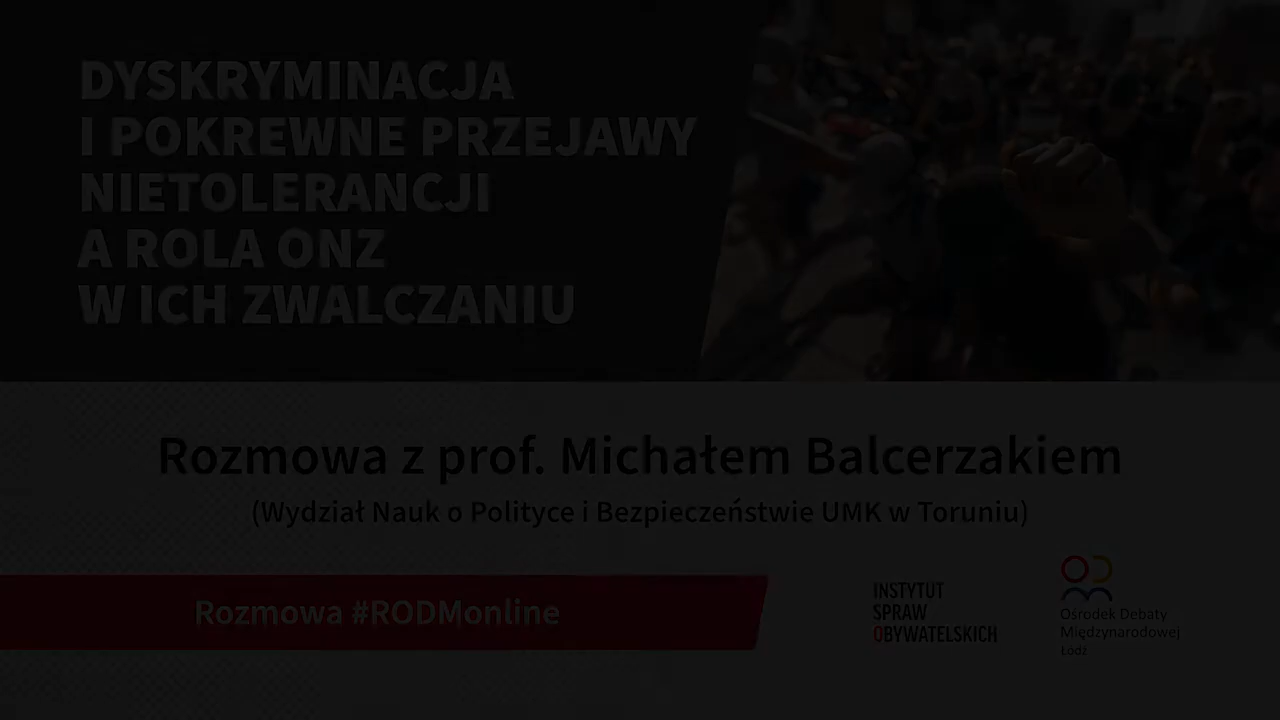 DYSKRYMINACJA
I POKREWNE PRZEJAWY
NIETOLERANCJI
A ROLA ONZ
W ICH ZWALCZANIU
Rozmowa z prof. Michałem Balcerzakiem
(Wydział Nauk o Polityce i Bezpieczeństwie UMK w Toruniu)
Rozmowa #RODMonline
INSTYTUT
SPRAW
OBYWATELSKICH
Ośrodek Debaty
Międzynarodowej
Łódź